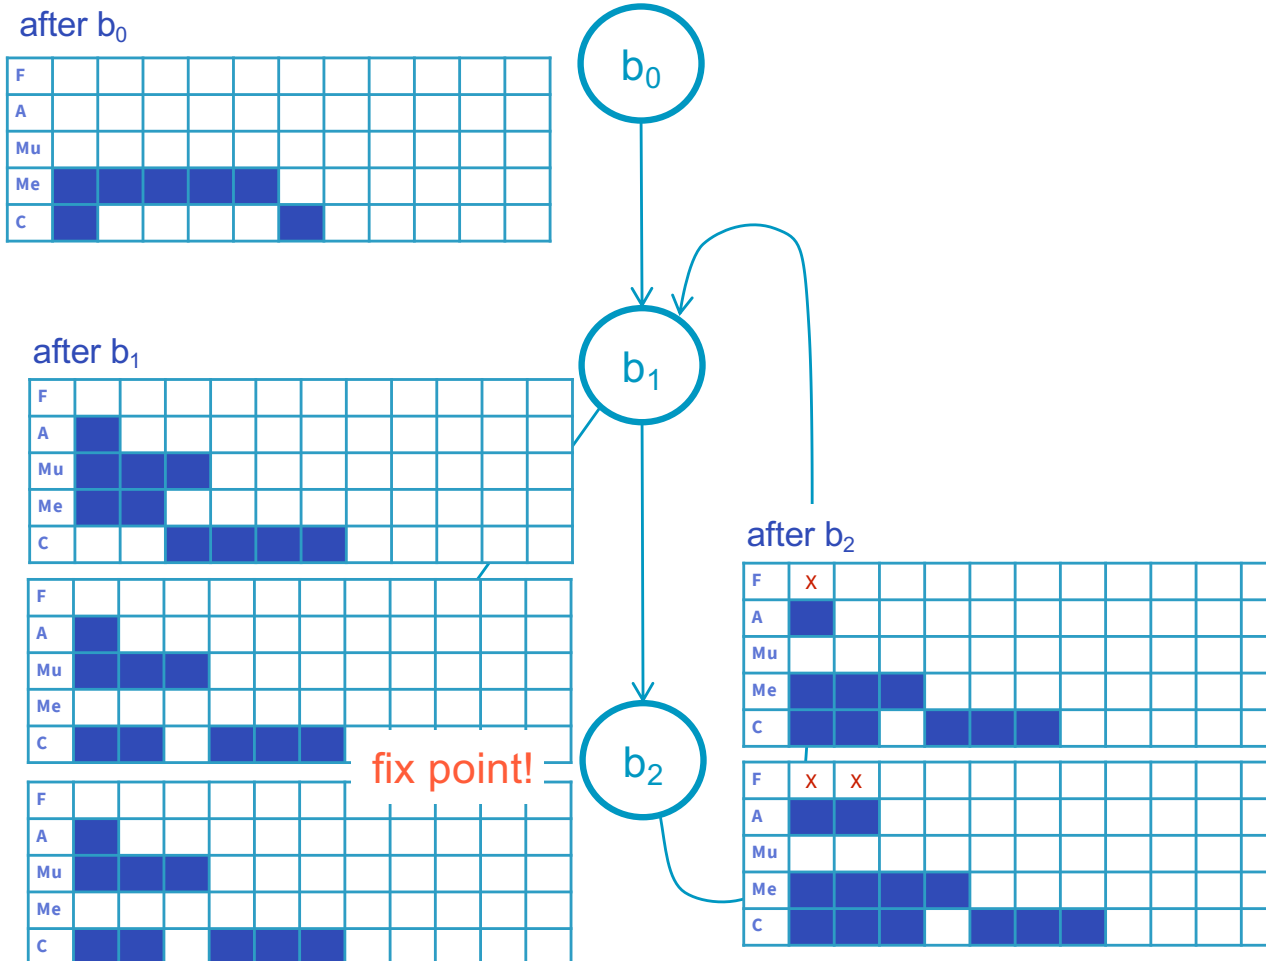 after b₀
F
A
Mu
Me
C
b₀
after b₁
F
A
Mu
Me
C
b₁
F
A
Mu
Me
C
fix point!
F
A
Mu
Me
C
b₂
after b₂
F x
A
Mu
Me
C
F x x
A
Mu
Me
C